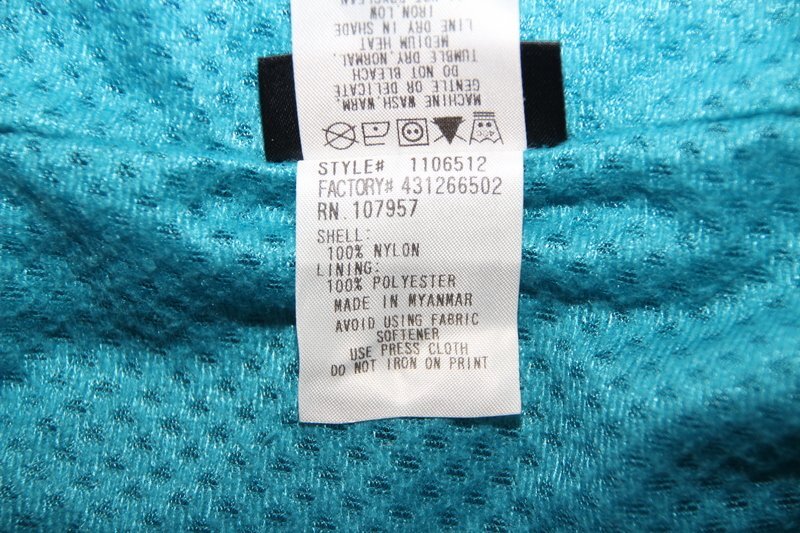 MACHINE WASH,WARM,
GENTLE OR DELICATE
DO NOT BLEACH
TUMBLE DRY,NORMAL,
MEDIUM HEAT
LINE DRY IN SHADE
IRON LOW
STYLE# 1106512
FACTORY# 431266502
RN.107957
SHELL:
100% NYLON
LINING:
100% POLYESTER
MADE IN MYANMAR
AVOID USING FABRIC
SOFTENER
USE PRESS CLOTH
DO NOT IRON ON PRINT